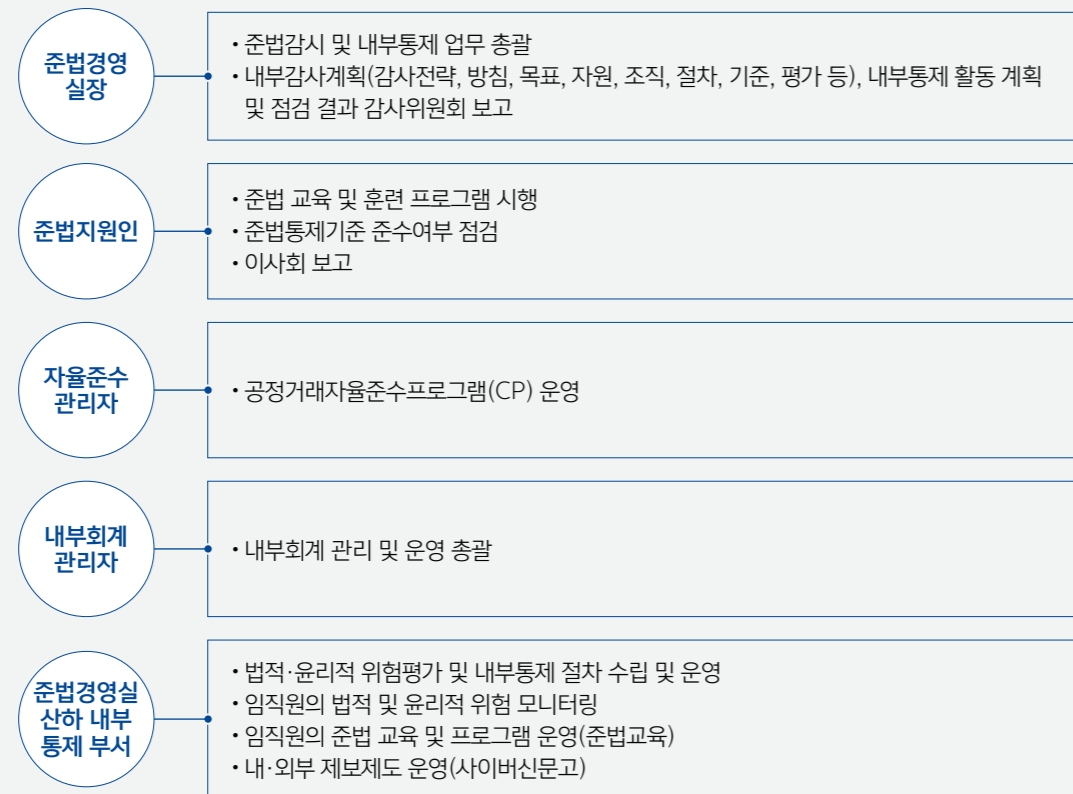 준법경영
실장
• 준법감시 및 내부통제 업무 총괄
• 내부감사계획(감사전략, 방침, 목표, 자원, 조직, 절차, 기준, 평가 등), 내부통제 활동 계획
및 점검 결과 감사위원회 보고
준법지원인
• 준법 교육 및 훈련 프로그램 시행
• 준법통제기준 준수여부 점검
• 이사회 보고
자율준수
관리자
• 공정거래자율준수프로그램(CP) 운영
내부회계
관리자
• 내부회계 관리 및 운영 총괄
준법경영실
산하 내부
통제 부서
• 법적·윤리적 위험평가 및 내부통제 절차 수립 및 운영
• 임직원의 법적 및 윤리적 위험 모니터링
• 임직원의 준법 교육 및 프로그램 운영(준법교육)
• 내·외부 제보제도 운영(사이버신문고)